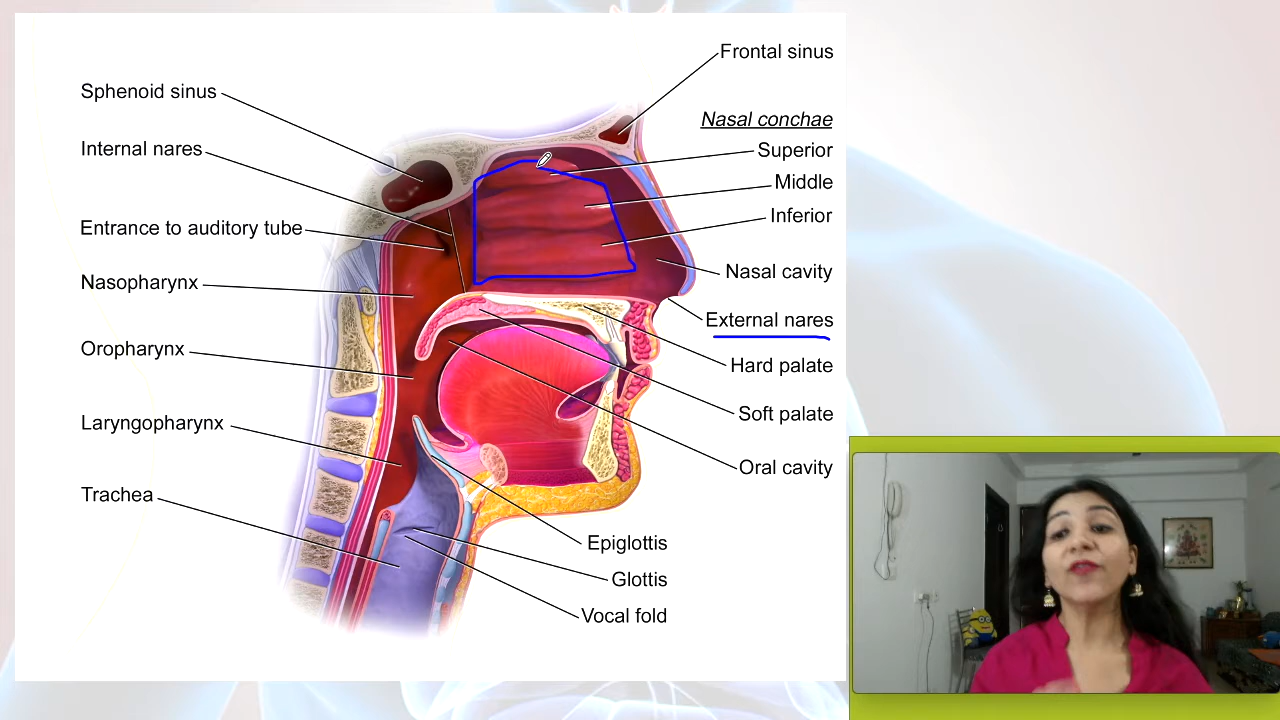 Frontal sinus
Sphenoid sinus
Nasal conchae
Internal nares
Superior
Middle
Inferior
Entrance to auditory tube
Nasal cavity
Nasopharynx
External nares
Oropharynx
Hard palate
Soft palate
Laryngopharynx
Oral cavity
Trachea
Epiglottis
Glottis
Vocal fold